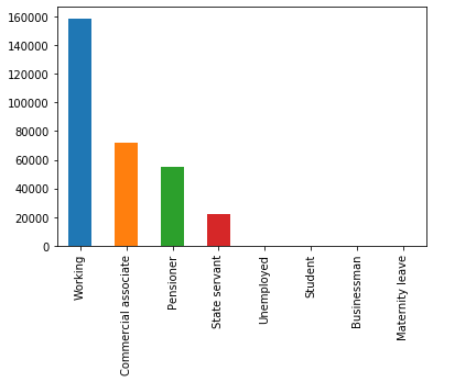 160000
140000
120000
100000
80000
60000
40000
20000
0
Working
Commercial associate
Pensioner
State servant
Unemployed
Student
Businessman
Maternity leave